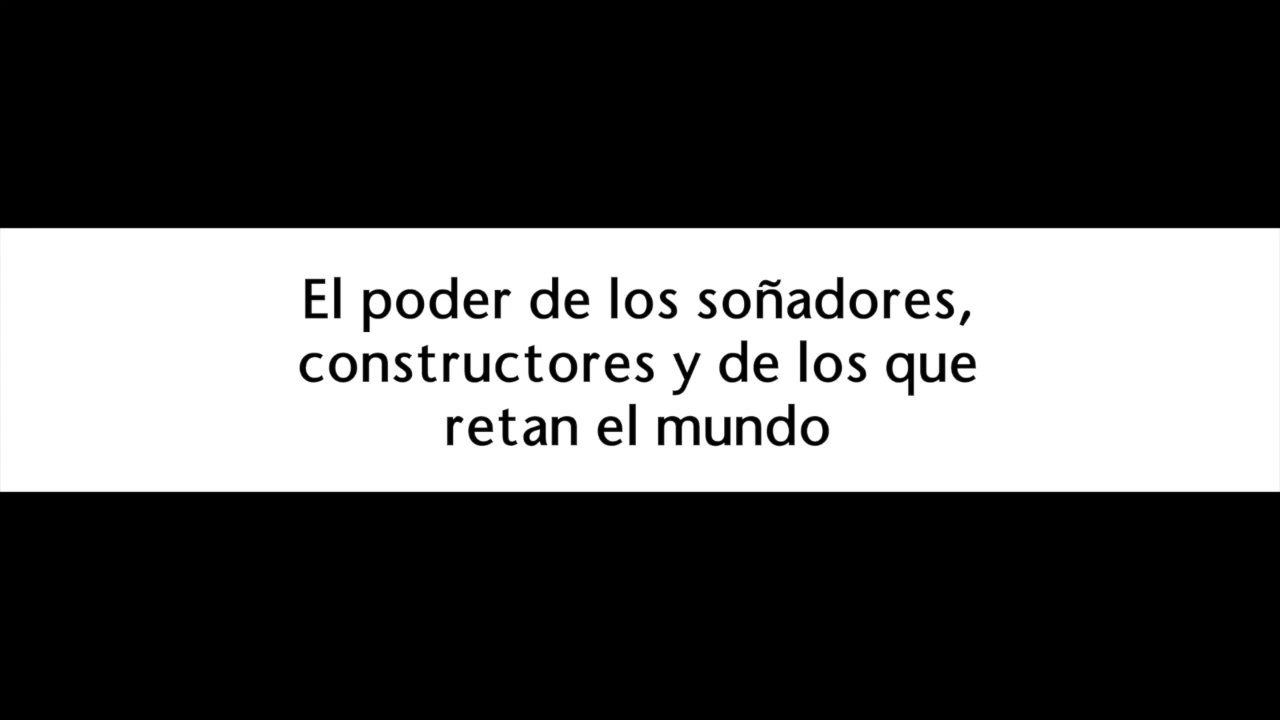 El poder de los soñadores,
constructores y de los que
retan el mundo